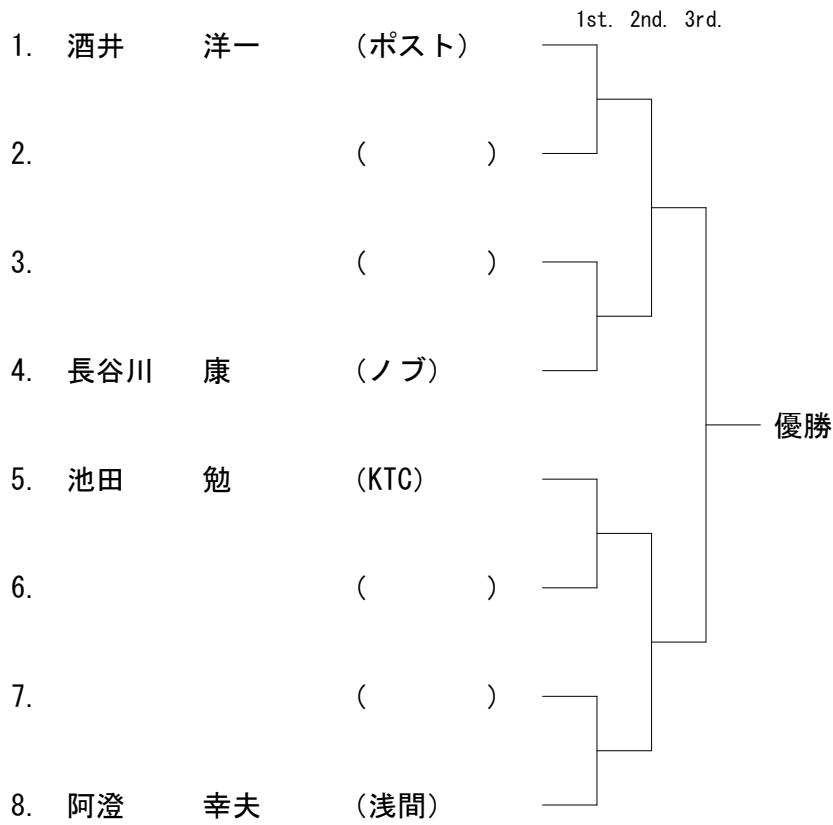 1st. 2nd. 3rd.
1. 酒井 洋一 (ポスト)
2. ( )
3. ( )
4. 長谷川 康 (ノブ)
優勝
5. 池田 勉 (KTC)
6. ( )
7. ( )
8. 阿澄 幸夫 (浅間)